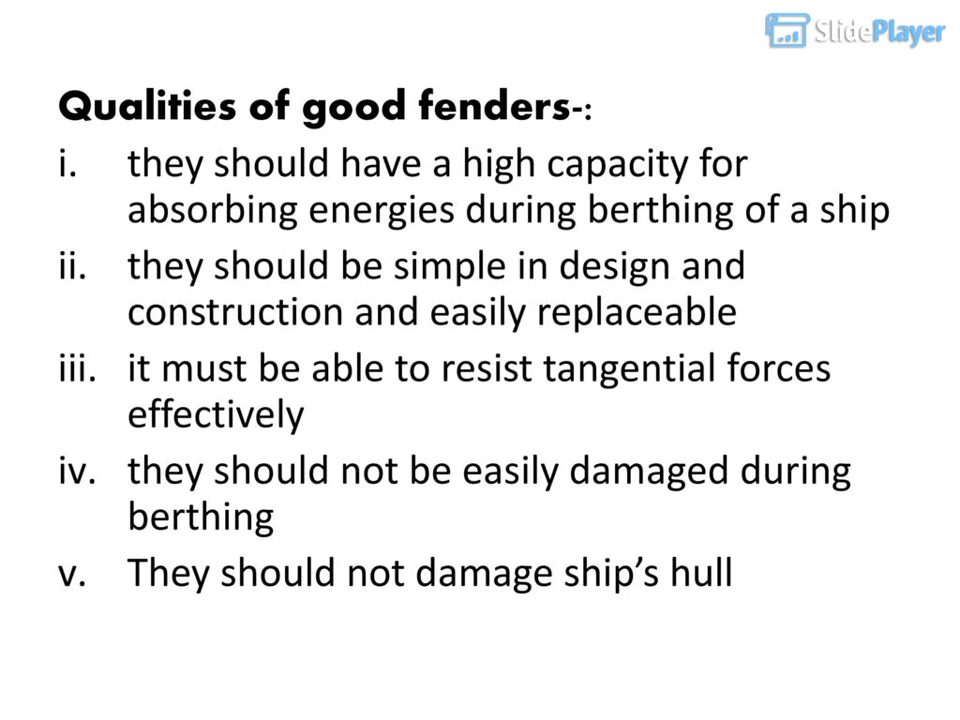 SlidePlayer
Qualities of good fenders-:
i. they should have a high capacity for
absorbing energies during berthing of a ship
ii. they should be simple in design and
construction and easily replaceable
iii. it must be able to resist tangential forces
effectively
iv. they should not be easily damaged during
berthing
v. They should not damage ship’s hull